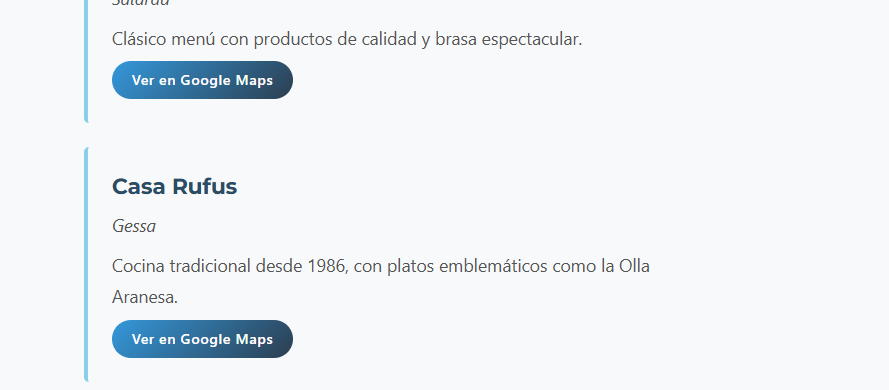 Salardú
Clásico menú con productos de calidad y brasa espectacular.
Ver en Google Maps
Casa Rufus
Gessa
Cocina tradicional desde 1986, con platos emblemáticos como la Olla
Aranesa.
Ver en Google Maps